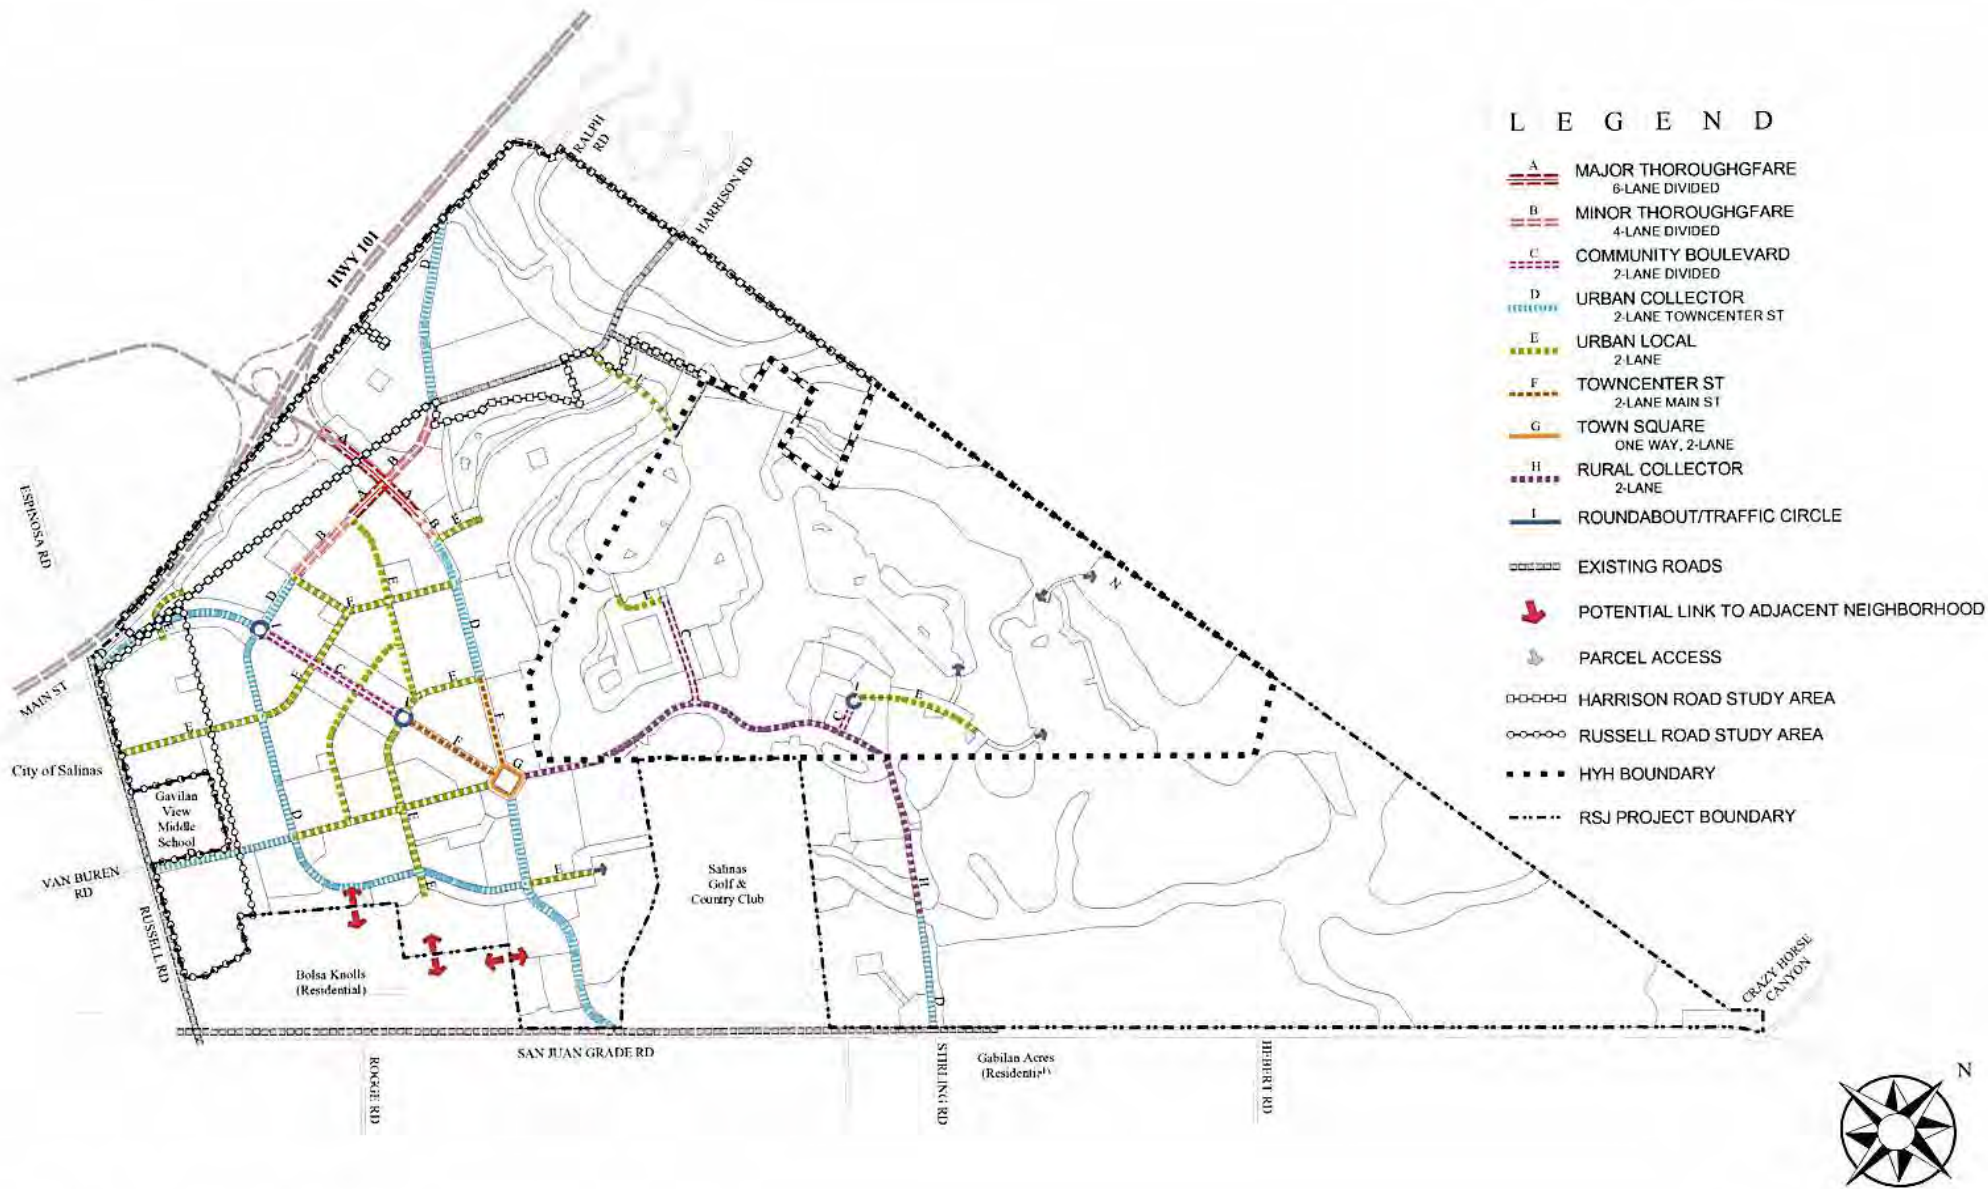 RALPH
RD
HARRISON RD
HWY 101
ESPINOSA RD
MAIN ST
City of Salinas
Gavilan
View
Middle
School
VAN BUREN
RD
RUSSELL RD
Bolsa Knolls
(Residential)
Salinas
Golf &
Country Club
SAN JUAN GRADE RD
ROGGE RD
STIRLING RD
Gabilan Acres
HEBERT RD
CRAZY HORSE
CANYON
L E G E N D
A
MAJOR THOROUGHGFARE
6-LANE DIVIDED
B
MINOR THOROUGHGFARE
4-LANE DIVIDED
C
COMMUNITY BOULEVARD
2-LANE DIVIDED
D
URBAN COLLECTOR
2-LANE TOWNCENTER ST
E
URBAN LOCAL
2-LANE
F
TOWNCENTER ST
2-LANE MAIN ST
G
TOWN SQUARE
ONE WAY, 2-LANE
H
RURAL COLLECTOR
2-LANE
I
ROUNDABOUT/TRAFFIC CIRCLE
EXISTING ROADS
POTENTIAL LINK TO ADJACENT NEIGHBORHOOD
PARCEL ACCESS
HARRISON ROAD STUDY AREA
RUSSELL ROAD STUDY AREA
HYH BOUNDARY
RSJ PROJECT BOUNDARY
N